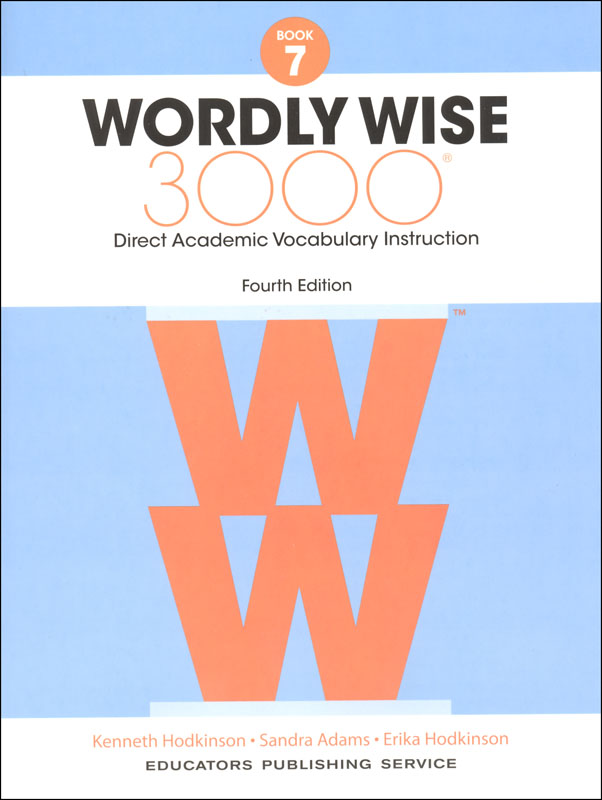 BOOK
7
WORDLY WISE
3000®
Direct Academic Vocabulary Instruction
Fourth Edition
WW™
Kenneth Hodkinson • Sandra Adams • Erika Hodkinson
EDUCATORS PUBLISHING SERVICE